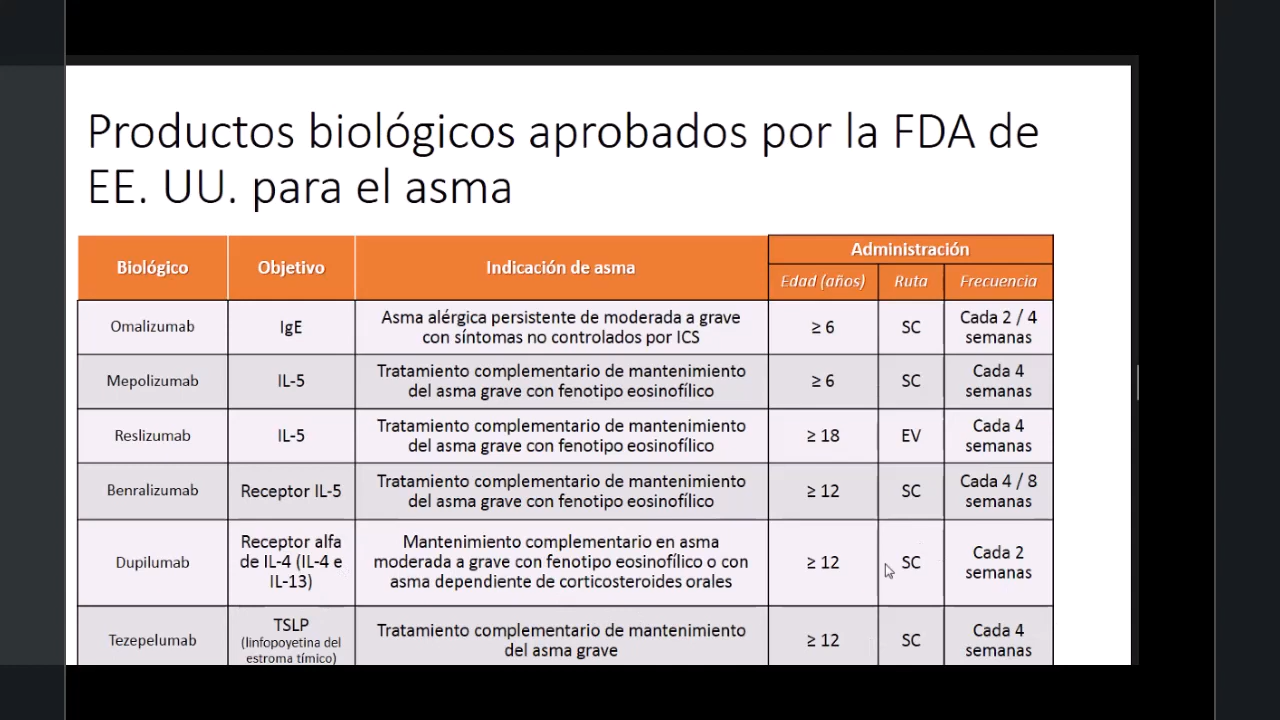 Productos biológicos aprobados por la FDA de
EE. UU. para el asma
Biológico
Objetivo
Indicación de asma
Administración
Edad (años)
Ruta
Frecuencia
Omalizumab
IgE
Asma alérgica persistente de moderada a grave
con síntomas no controlados por ICS
≥ 6
SC
Cada 2 / 4
semanas
Mepolizumab
IL-5
Tratamiento complementario de mantenimiento
del asma grave con fenotipo eosinofílico
≥ 6
SC
Cada 4
semanas
Reslizumab
IL-5
Tratamiento complementario de mantenimiento
del asma grave con fenotipo eosinofílico
≥ 18
EV
Cada 4
semanas
Benralizumab
Receptor IL-5
Tratamiento complementario de mantenimiento
del asma grave con fenotipo eosinofílico
≥ 12
SC
Cada 4 / 8
semanas
Dupilumab
Receptor alfa
de IL-4 (IL-4 e
IL-13)
Mantenimiento complementario en asma
moderada a grave con fenotipo eosinofílico o con
asma dependiente de corticosteroides orales
≥ 12
SC
Cada 2
semanas
Tezepelumab
TSLP
(linfopoyetina del
estroma tímico)
Tratamiento complementario de mantenimiento
del asma grave
≥ 12
SC
Cada 4
semanas